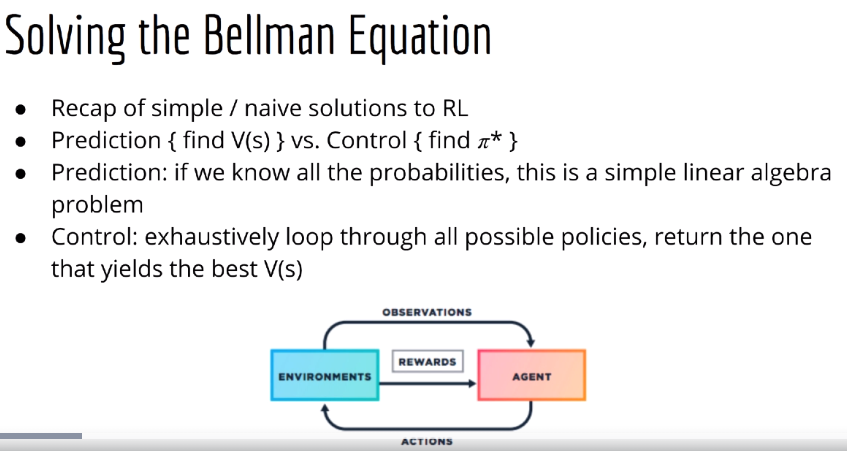 Solving the Bellman Equation
● Recap of simple / naive solutions to RL
● Prediction { find V(s) } vs. Control { find π* }
● Prediction: if we know all the probabilities, this is a simple linear algebra
problem
● Control: exhaustively loop through all possible policies, return the one
that yields the best V(s)
OBSERVATIONS
REWARDS
ENVIRONMENTS
AGENT
ACTIONS